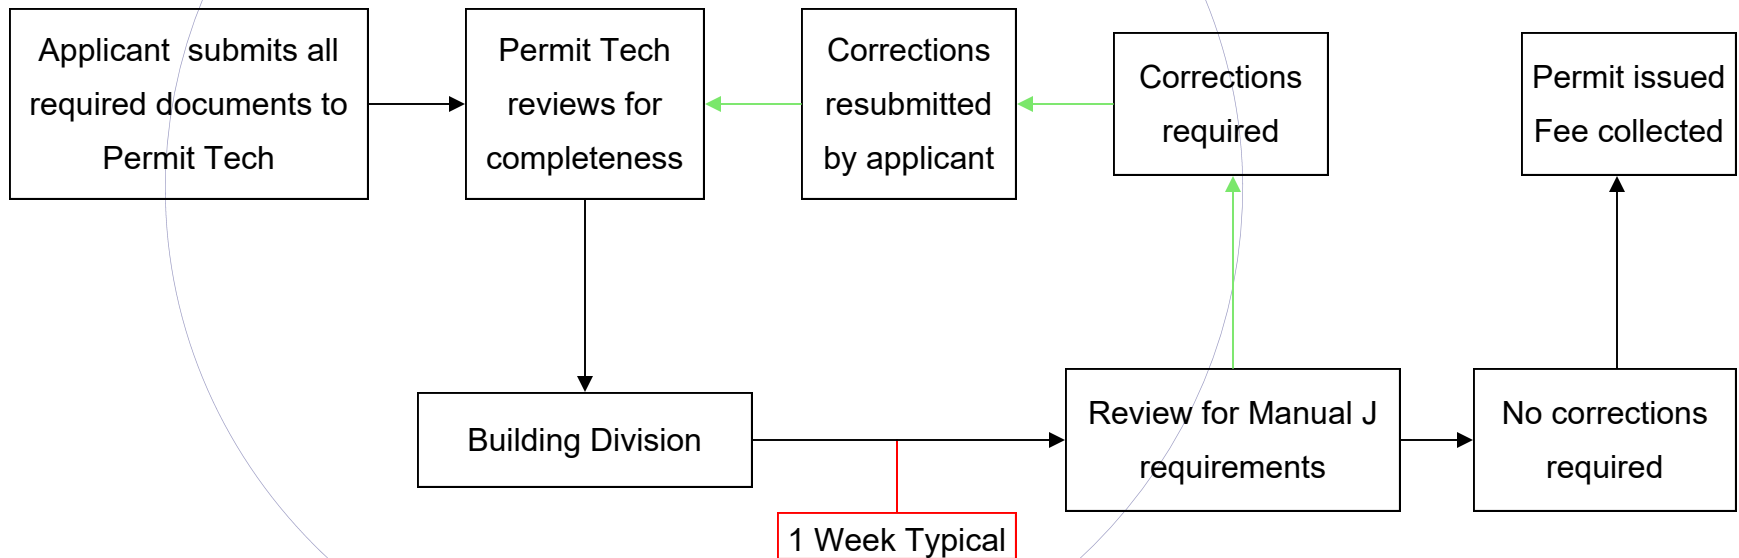 Applicant  submits all
required documents to
Permit Tech
Permit Tech
reviews for
completeness
Corrections
resubmitted
by applicant
Corrections
required
Permit issued
Fee collected
Building Division
Review for Manual J
requirements
No corrections
required
1 Week Typical